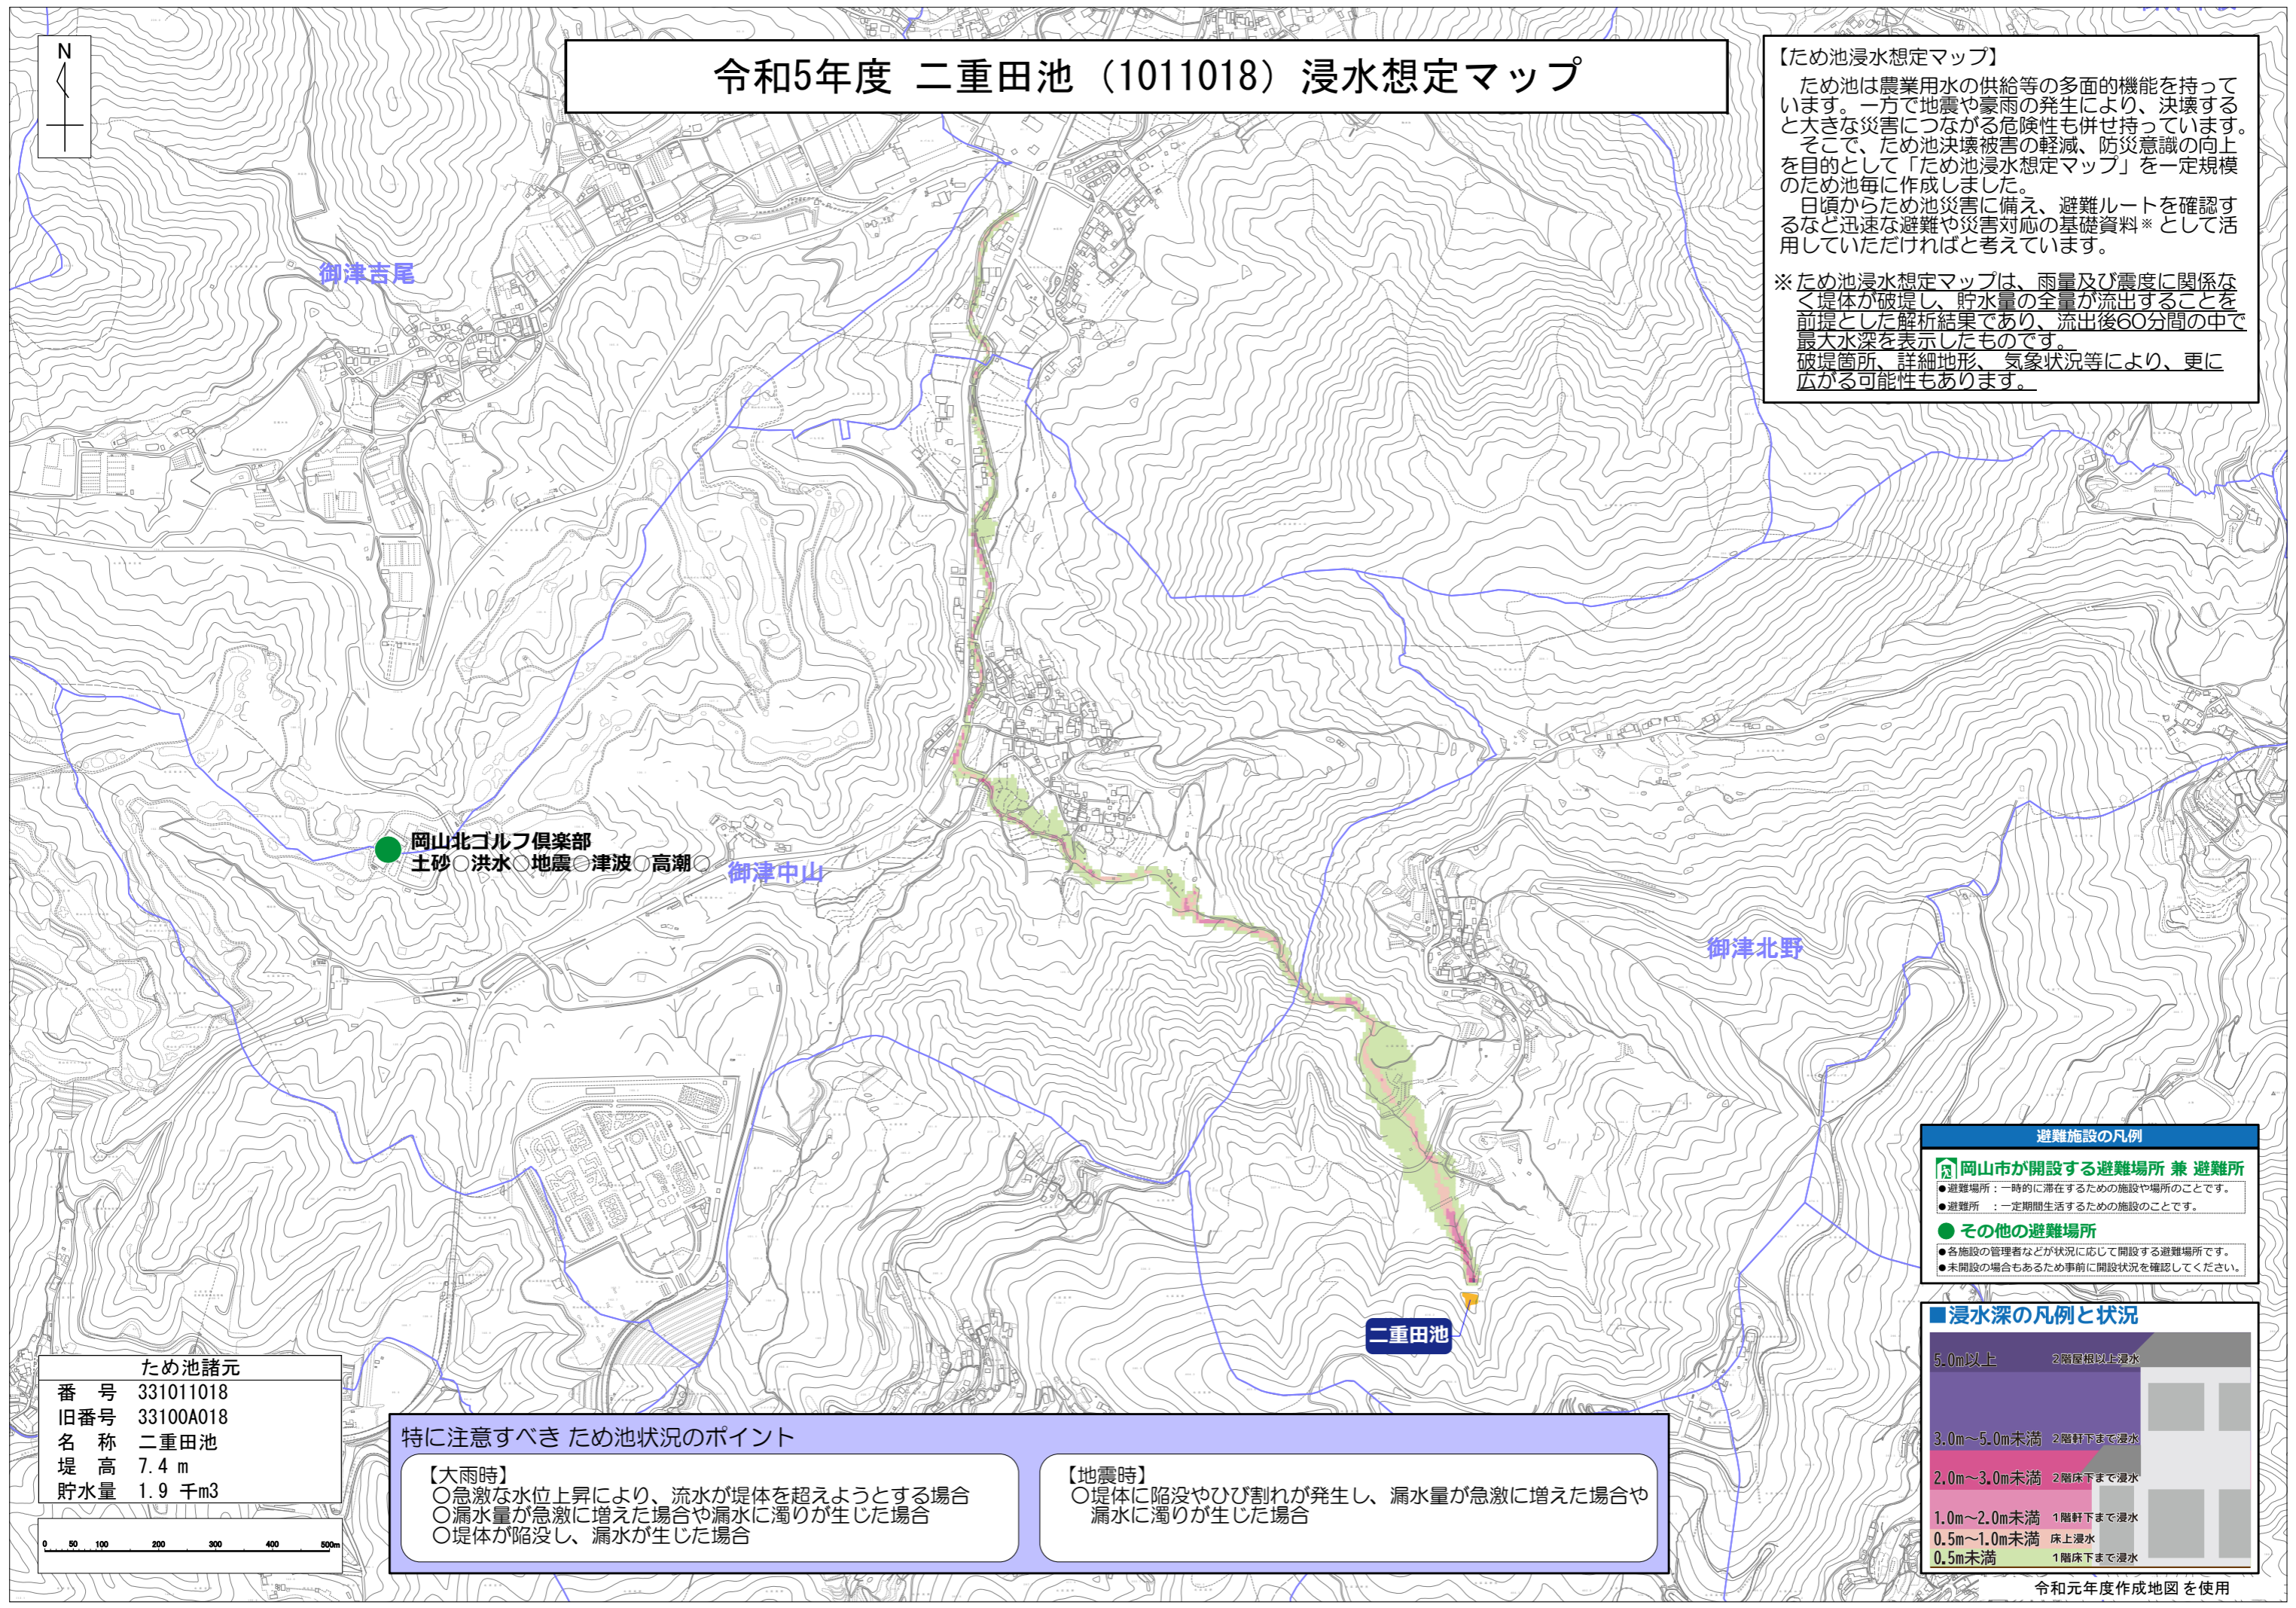 N
令和5年度 二重田池（1011018）浸水想定マップ
【ため池浸水想定マップ】
ため池は農業用水の供給等の多面的機能を持って
います。一方で地震や豪雨の発生により、決壊する
と大きな災害につながる危険性も併せ持っています。
そこで、ため池決壊被害の軽減、防災意識の向上
を目的として「ため池浸水想定マップ」を一定規模
のため池毎に作成しました。
日頃からため池災害に備え、避難ルートを確認す
るなど迅速な避難や災害対応の基礎資料※として活
用していただければと考えています。
※ため池浸水想定マップは、雨量及び震度に関係な
く堤体が破堤し、貯水量の全量が流出することを
前提とした解析結果であり、流出後60分間の中で
最大水深を表示したものです。
破堤箇所、詳細地形、気象状況等により、更に
広がる可能性もあります。
御津吉尾
岡山北ゴルフ倶楽部
土砂○洪水○地震○津波○高潮○
御津中山
御津北野
二重田池
避難施設の凡例
岡山市が開設する避難場所 兼 避難所
●避難場所：一時的に滞在するための施設や場所のことです。
●避難所　：一定期間生活するための施設のことです。
● その他の避難場所
●各施設の管理者などが状況に応じて開設する避難場所です。
●未開設の場合もあるため事前に開設状況を確認してください。
■浸水深の凡例と状況
5.0m以上 2階屋根以上浸水
3.0m～5.0m未満 2階軒下まで浸水
2.0m～3.0m未満 2階床下まで浸水
1.0m～2.0m未満 1階軒下まで浸水
0.5m～1.0m未満 床上浸水
0.5m未満 1階床下まで浸水
令和元年度作成地図を使用
ため池諸元
番　号 331011018
旧番号 33100A018
名　称 二重田池
堤　高 7.4 m
貯水量 1.9 千m3
0 50 100 200 300 400 500m
特に注意すべき ため池状況のポイント
【大雨時】
○急激な水位上昇により、流水が堤体を超えようとする場合
○漏水量が急激に増えた場合や漏水に濁りが生じた場合
○堤体が陥没し、漏水が生じた場合
【地震時】
○堤体に陥没やひび割れが発生し、漏水量が急激に増えた場合や
漏水に濁りが生じた場合